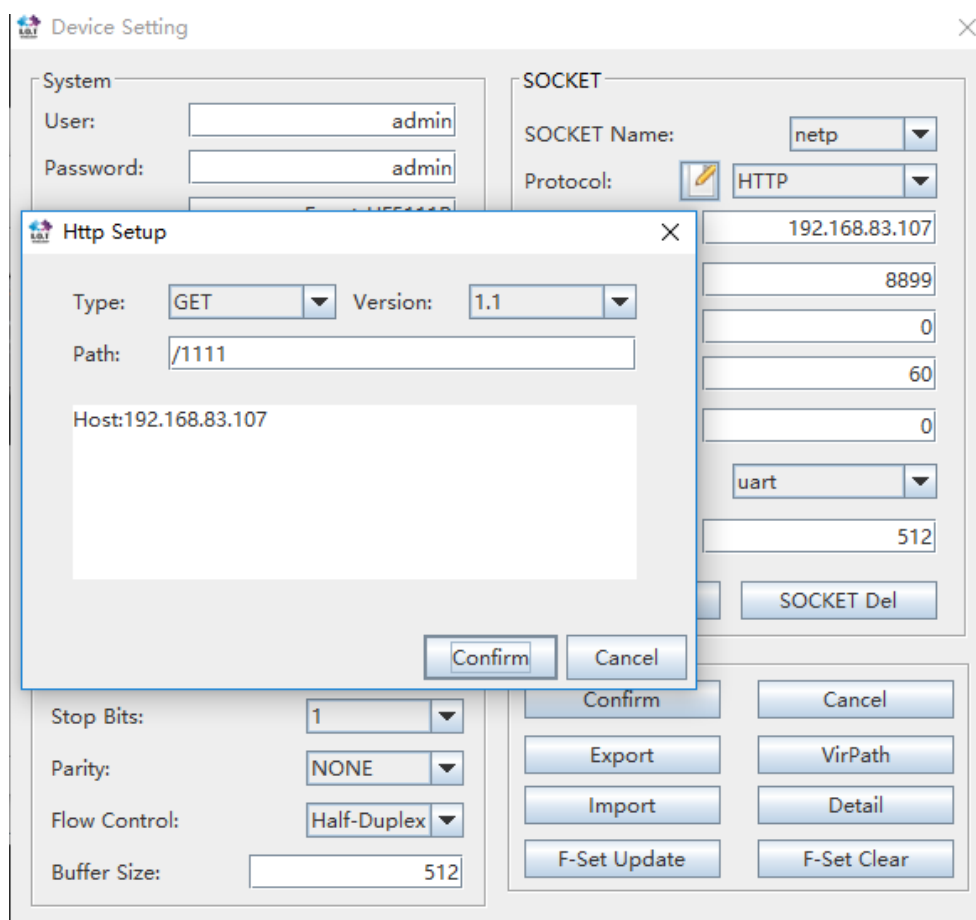 Device Setting
System
User: admin
Password: admin
SOCKET
SOCKET Name: netp
Protocol: HTTP
192.168.83.107
8899
0
60
0
uart
512
SOCKET Del
Http Setup
Type: GET Version: 1.1
Path: /1111
Host:192.168.83.107
Confirm Cancel
Stop Bits: 1
Parity: NONE
Flow Control: Half-Duplex
Buffer Size: 512
Confirm Cancel
Export VirPath
Import Detail
F-Set Update F-Set Clear